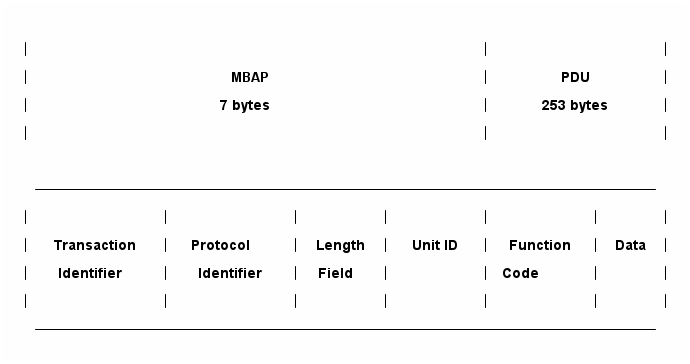 MBAP PDU
7 bytes 253 bytes
Transaction Protocol Length Unit ID Function Data
Identifier Identifier Field Code